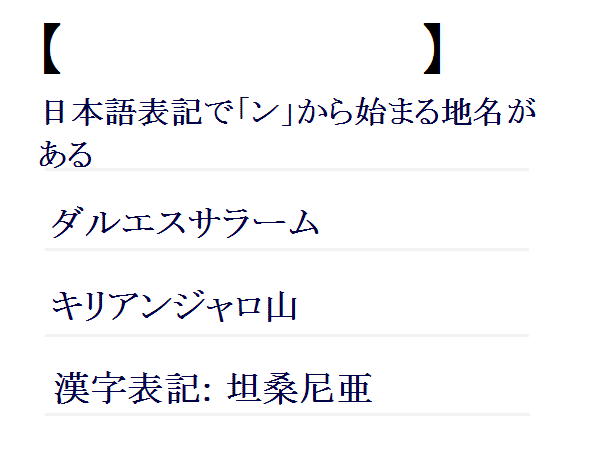 【　　　　　　　　　】
日本語表記で「ン」から始まる地名が
ある
ダルエスサラーム
キリアンジャロ山
漢字表記: 坦桑尼亜